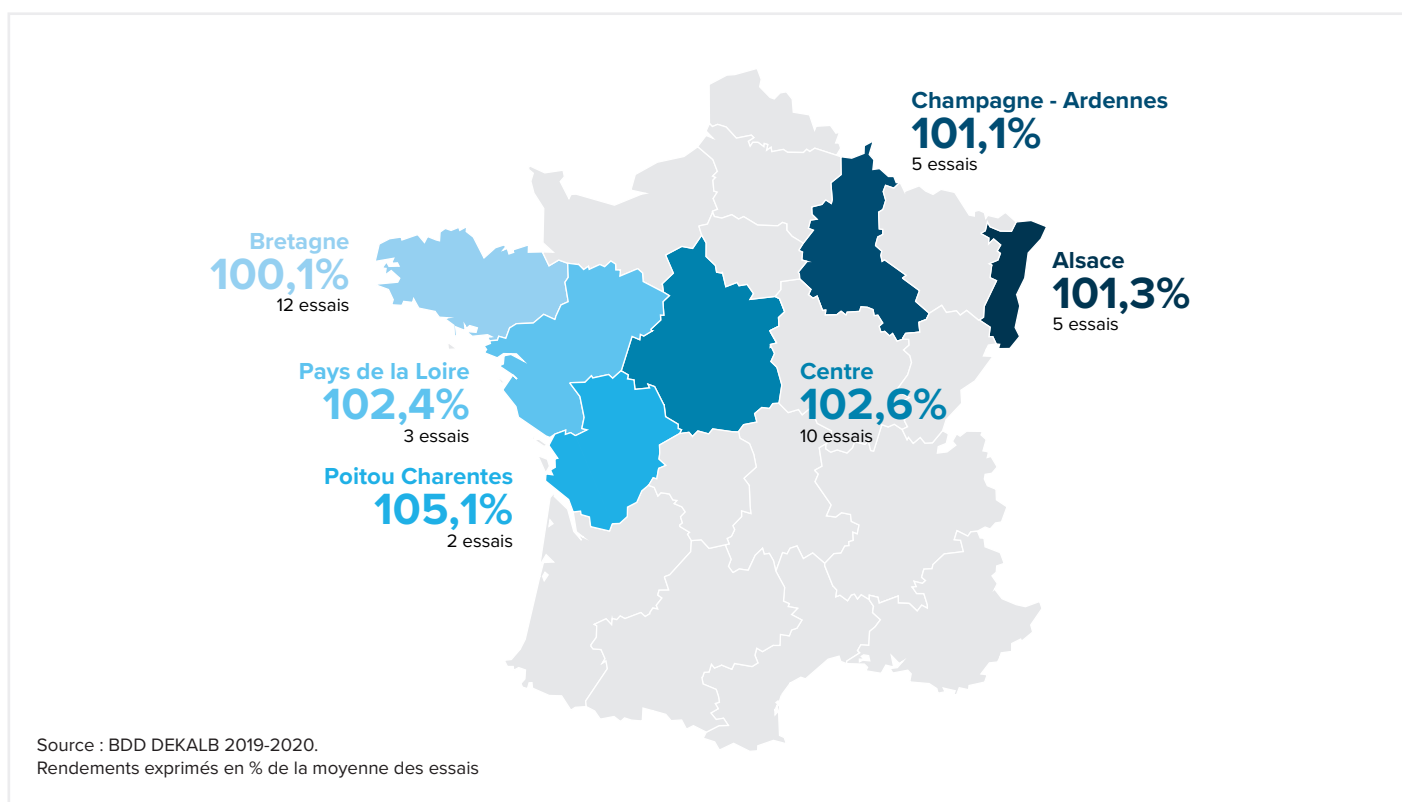 Champagne - Ardennes
101,1%
5 essais
Bretagne
100,1%
12 essais
Alsace
101,3%
5 essais
Pays de la Loire
102,4%
3 essais
Centre
102,6%
10 essais
Poitou Charentes
105,1%
2 essais
Source : BDD DEKALB 2019-2020.
Rendements exprimés en % de la moyenne des essais